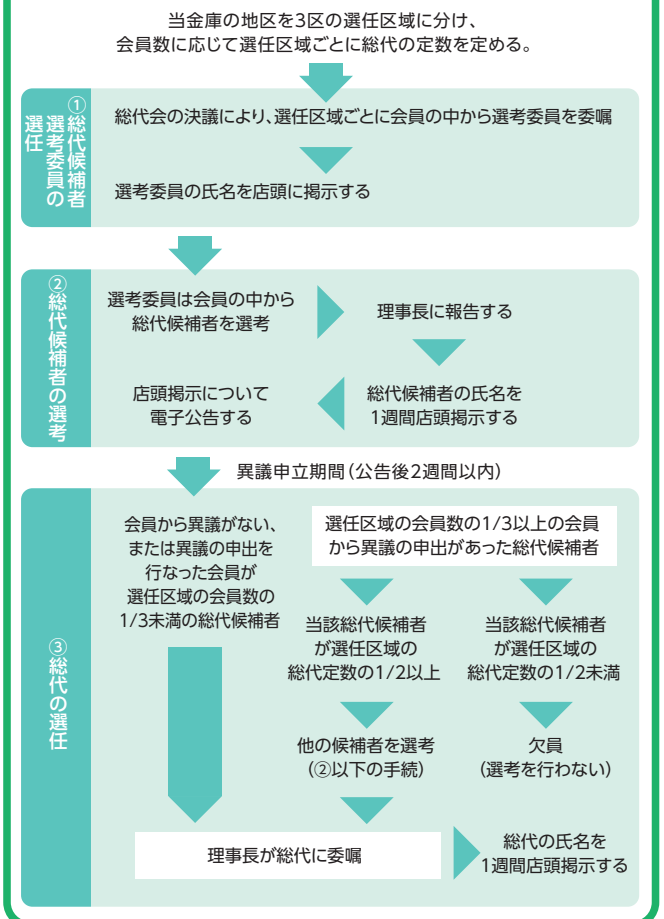 当金庫の地区を3区の選任区域に分け、
会員数に応じて選任区域ごとに総代の定数を定める。
①総代候補者
選考委員の
選任
総代会の決議により、選任区域ごとに会員の中から選考委員を委嘱
選考委員の氏名を店頭に掲示する
②総代候補者の選考
選考委員は会員の中から
総代候補者を選考
理事長に報告する
総代候補者の氏名を
1週間店頭掲示する
店頭掲示について
電子公告する
異議申立期間(公告後2週間以内)
③総代の選任
会員から異議がない、
または異議の申出を
行なった会員が
選任区域の会員数の
1/3未満の総代候補者
選任区域の会員数の1/3以上の会員
から異議の申出があった総代候補者
当該総代候補者
が選任区域の
総代定数の1/2以上
当該総代候補者
が選任区域の
総代定数の1/2未満
他の候補者を選考
(②以下の手続)
欠員
(選考を行わない)
理事長が総代に委嘱
総代の氏名を
1週間店頭掲示する